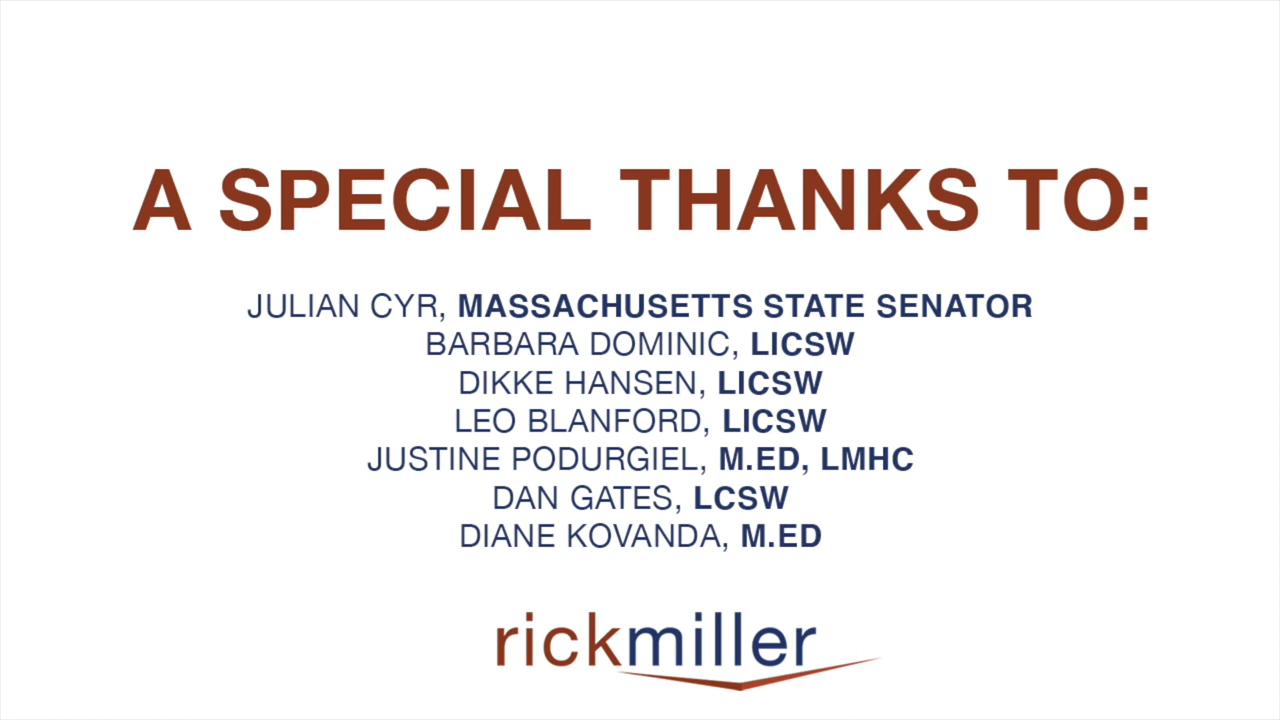 A SPECIAL THANKS TO:
JULIAN CYR, MASSACHUSETTS STATE SENATOR
BARBARA DOMINIC, LICSW
DIKKE HANSEN, LICSW
LEO BLANFORD, LICSW
JUSTINE PODURGIEL, M.ED, LMHC
DAN GATES, LCSW
DIANE KOVANDA, M.ED
rickmiller